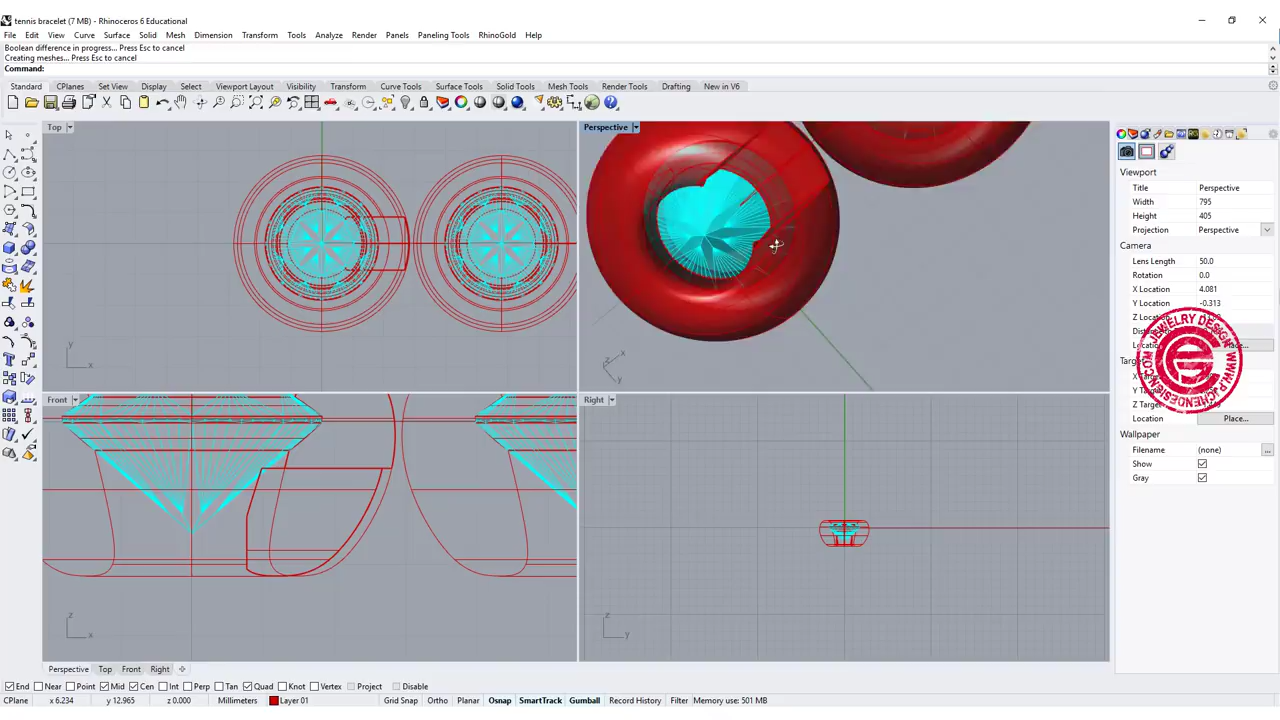 tennis bracelet (7 MB) - Rhinoceros 6 Educational
File Edit View Curve Surface Solid Mesh Dimension Transform Tools Analyze Render Panels Paneling Tools RhinoGold Help
Boolean difference in progress... Press Esc to cancel
Creating meshes... Press Esc to cancel
Command:
Standard CPlanes Set View Display Select Viewport Layout Visibility Transform Curve Tools Surface Tools Solid Tools Mesh Tools Render Tools Drafting New in V6
Top
Perspective
Viewport
Title Perspective
Width 795
Height 405
Projection Perspective
Camera
Lens Length 50.0
Rotation 0.0
X Location 4.081
Y Location -0.313
Z Location
Target
Location Place...
Wallpaper
Filename (none) ...
Show
Gray
JEWELRY DESIGN
y
x
z
x
y
Front
Right
z
x
z
y
Perspective Top Front Right
End Near Point Mid Cen Int Perp Tan Quad Knot Vertex Project Disable
CPlane x 6.234 y 12.965 z 0.000 Millimeters Layer 01 Grid Snap Ortho Planar Osnap SmartTrack Gumball Record History Filter Memory use: 501 MB